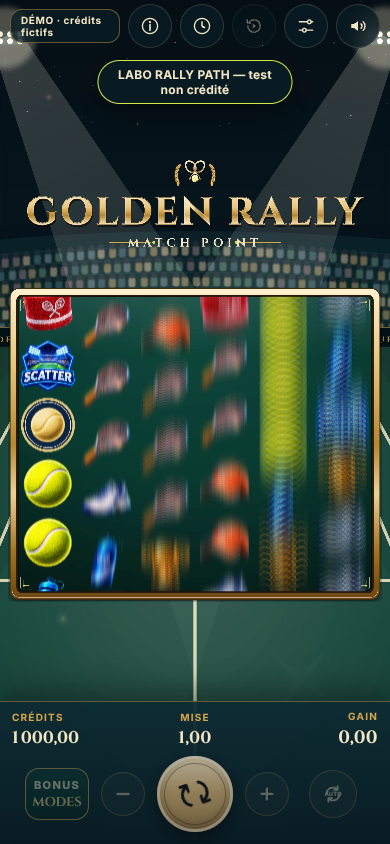 DÉMO · crédits
fictifs
LABO RALLY PATH — test
non crédité
GOLDEN RALLY
MATCH POINT
SCATTER
CRÉDITS
MISE
GAIN
1000,00
1,00
0,00
BONUS
MODES